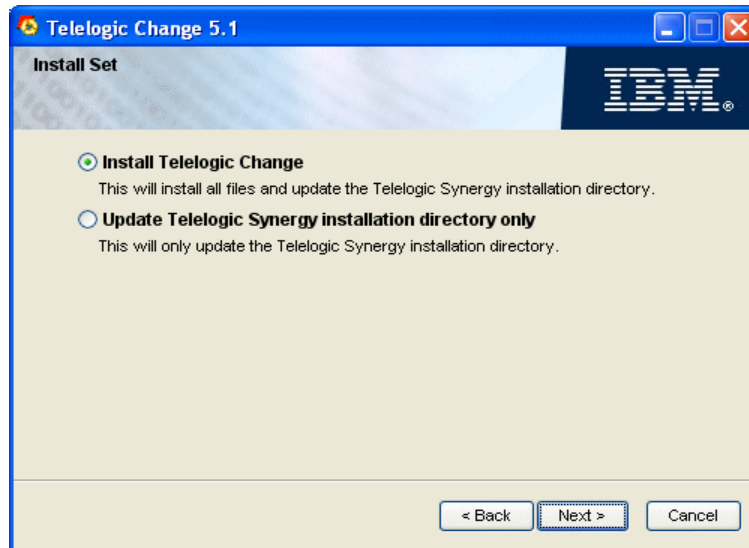 Telelogic Change 5.1
Install Set
IBM®
Install Telelogic Change
This will install all files and update the Telelogic Synergy installation directory.
Update Telelogic Synergy installation directory only
This will only update the Telelogic Synergy installation directory.
< Back Next > Cancel